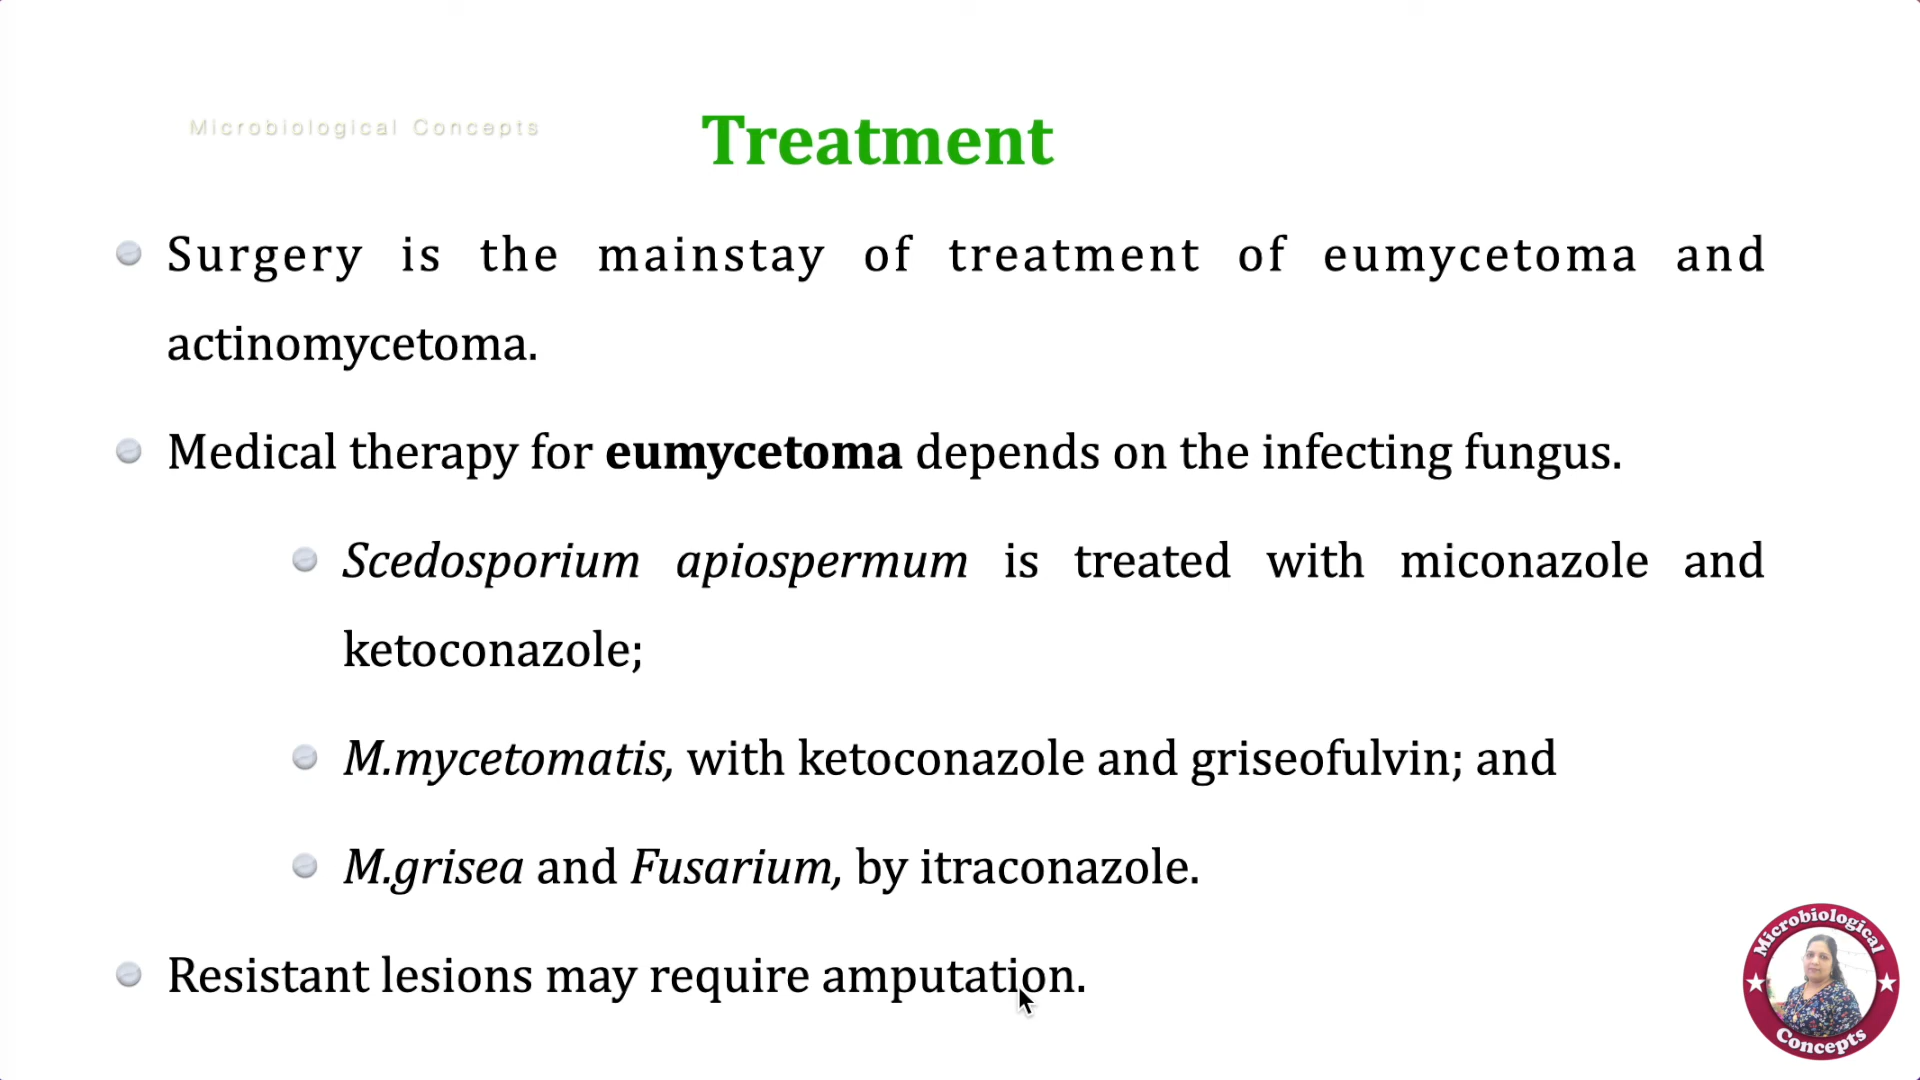 Microbiological Concepts
Treatment
Surgery is the mainstay of treatment of eumycetoma and
actinomycetoma.
Medical therapy for eumycetoma depends on the infecting fungus.
Scedosporium apiospermum is treated with miconazole and
ketoconazole;
M.mycetomatis, with ketoconazole and griseofulvin; and
M.grisea and Fusarium, by itraconazole.
Resistant lesions may require amputation.
Microbiological
Concepts